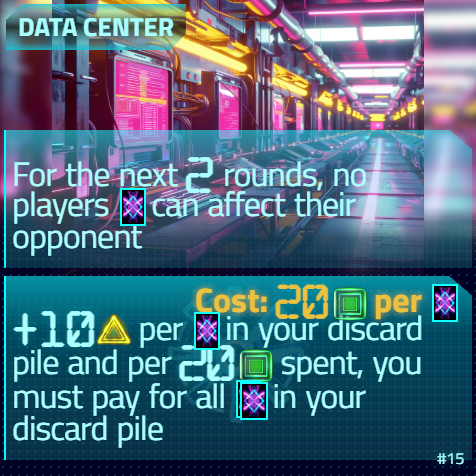 DATA CENTER
For the next 2 rounds, no
players can affect their
opponent
Cost: 20 per
+10 per in your discard
pile and per 20 spent, you
must pay for all in your
discard pile
#15